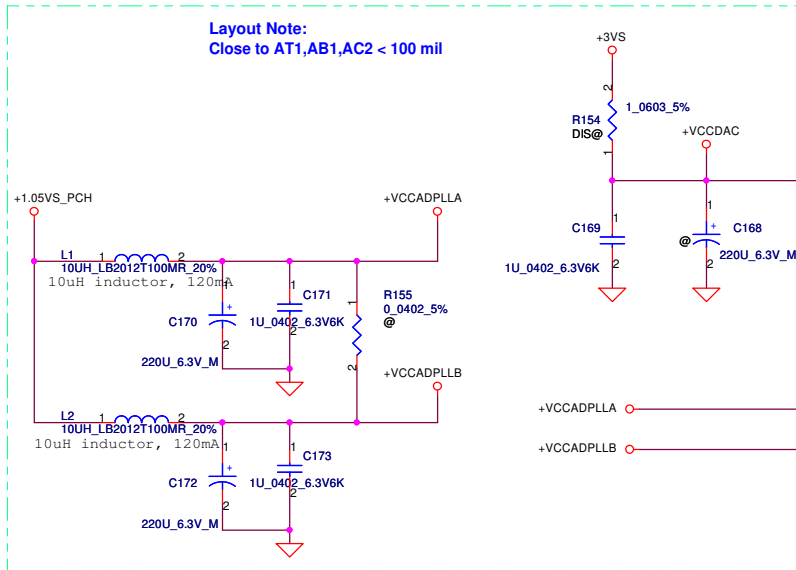 Layout Note:
Close to AT1,AB1,AC2 < 100 mil
+3VS
2
1_0603_5%
R154
DIS@
1
+VCCDAC
+1.05VS_PCH
+VCCADPLLA
1
C169
2
1U_0402_6.3V6K
1
+
C168
@
2
220U_6.3V_M
L1
1
2
10UH_LB2012T100MR_20%
10uH inductor, 120mA
1
+
C170
2
220U_6.3V_M
1
C171
1U_0402_6.3V6K
2
1
R155
0_0402_5%
@
2
+VCCADPLLB
+VCCADPLLA
+VCCADPLLB
L2
1
2
10UH_LB2012T100MR_20%
10uH inductor, 120mA
1
+
C172
2
220U_6.3V_M
1
C173
1U_0402_6.3V6K
2